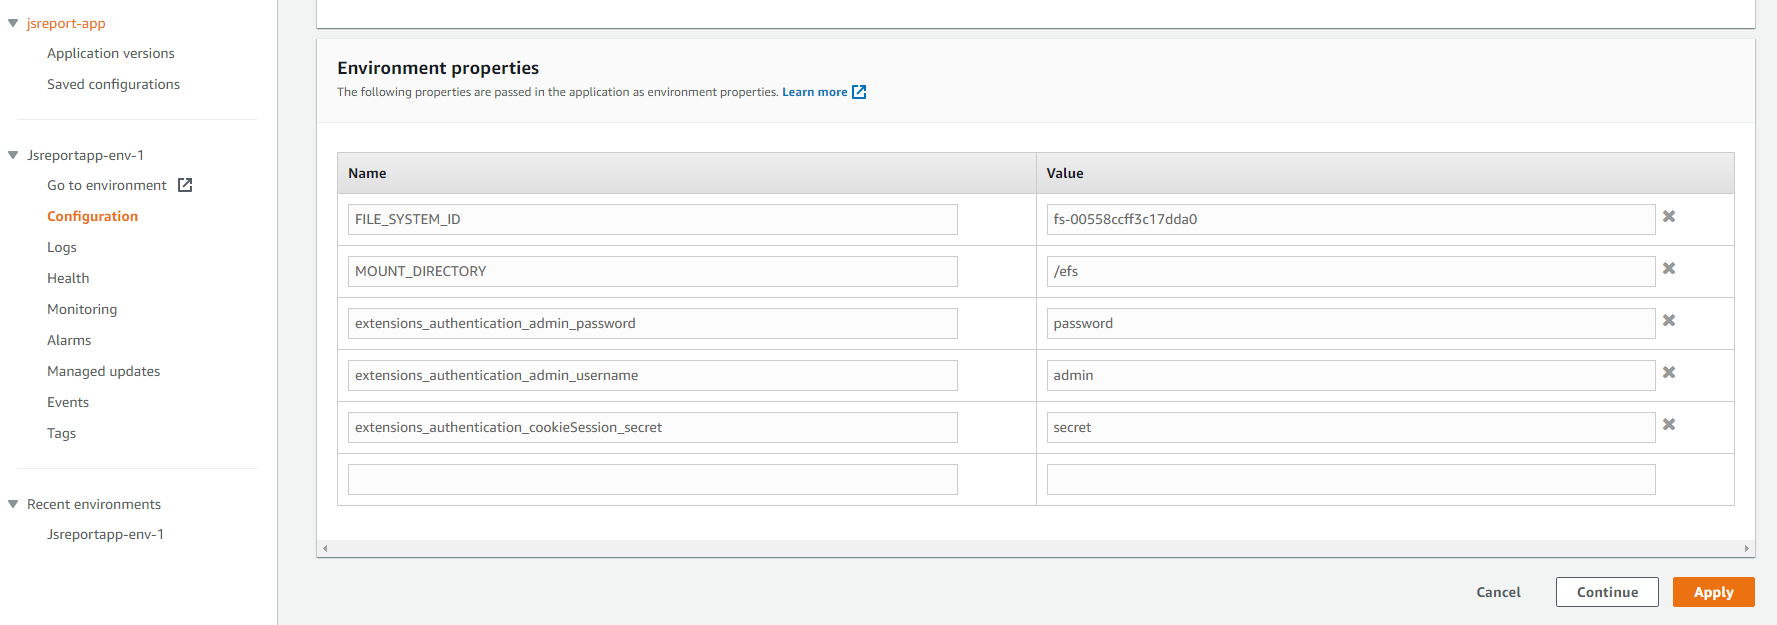 jsreport-app
Application versions
Saved configurations
Jsreportapp-env-1
Go to environment
Configuration
Logs
Health
Monitoring
Alarms
Managed updates
Events
Tags
Recent environments
Jsreportapp-env-1
Environment properties
The following properties are passed in the application as environment properties. Learn more
Name Value
FILE_SYSTEM_ID fs-00558ccff3c17dda0
MOUNT_DIRECTORY /efs
extensions_authentication_admin_password password
extensions_authentication_admin_username admin
extensions_authentication_cookieSession_secret secret
Cancel Continue Apply